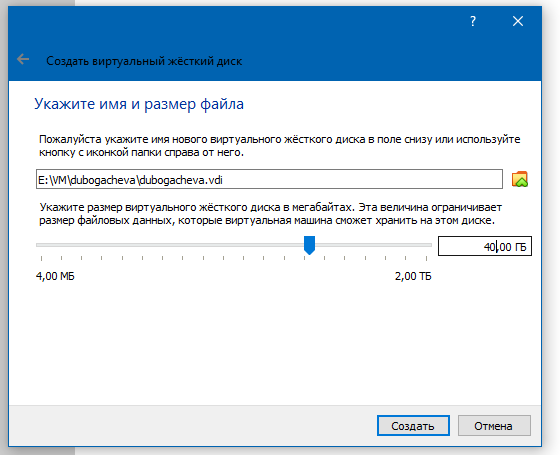 ?
Создать виртуальный жёсткий диск
Укажите имя и размер файла
Пожалуйста укажите имя нового виртуального жёсткого диска в поле снизу или используйте
кнопку с иконкой папки справа от него.
E:\VM\dubogacheva\dubogacheva.vdi
Укажите размер виртуального жёсткого диска в мегабайтах. Эта величина ограничивает
размер файловых данных, которые виртуальная машина сможет хранить на этом диске.
40,00 ГБ
4,00 МБ 2,00 ТБ
Создать Отмена